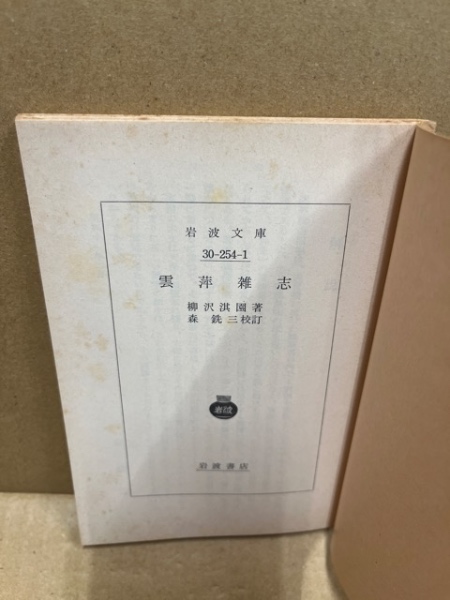 岩波文庫
30-254-1
雲萍雑志
柳沢淇園著
森銑三校訂
岩波書店